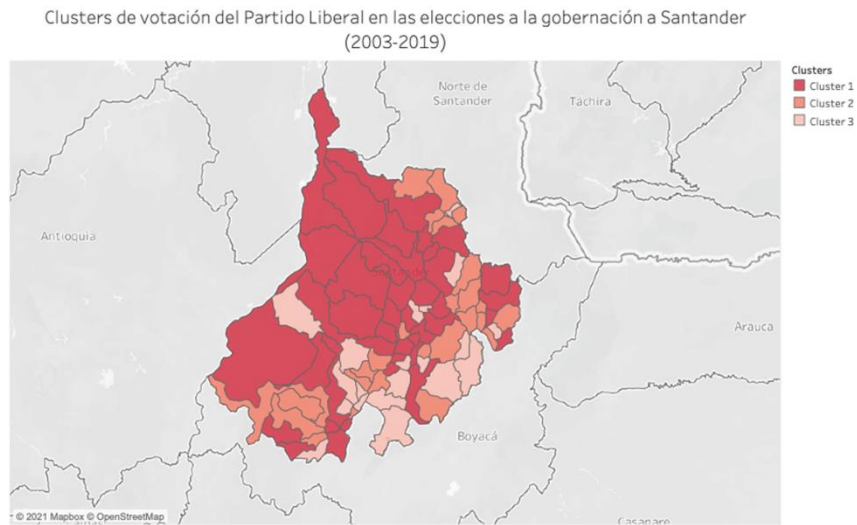 Clusters de votación del Partido Liberal en las elecciones a la gobernación a Santander
(2003-2019)
Clusters
Cluster 1
Cluster 2
Cluster 3
Norte de
Santander
Tachira
Antioquia
Santander
Arauca
Boyacá
Casanare
© 2021 Mapbox © OpenStreetMap